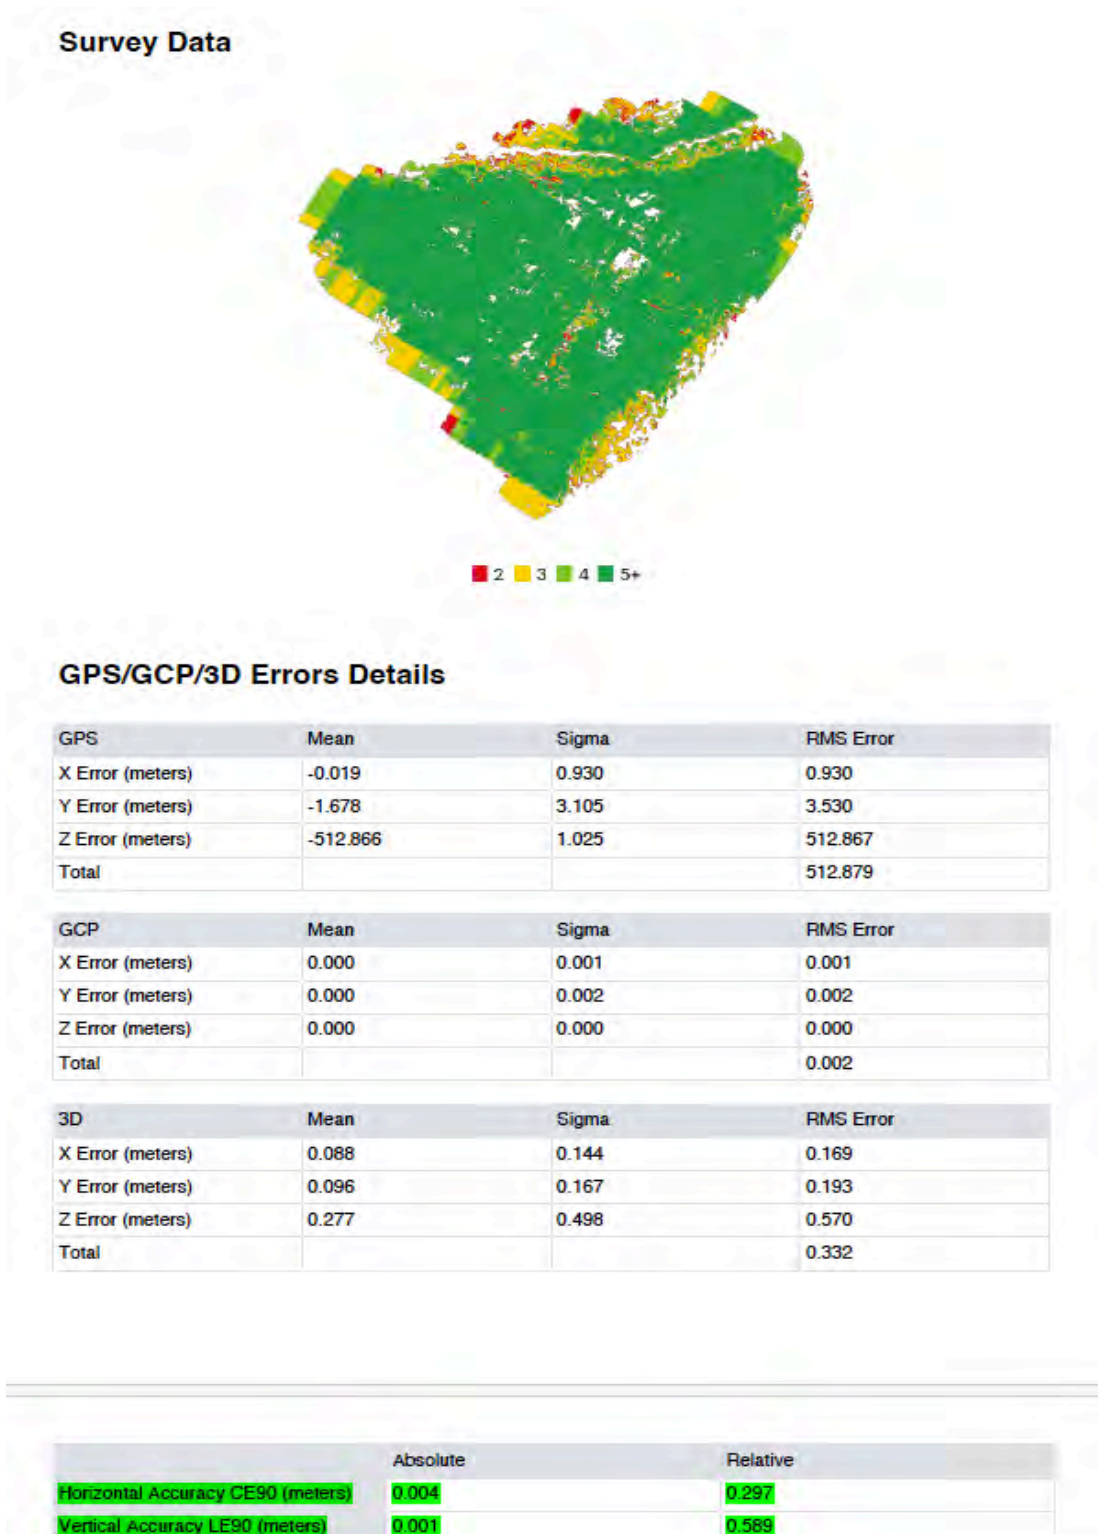 Survey Data
2 3 4 5+
GPS/GCP/3D Errors Details
GPS Mean Sigma RMS Error
X Error (meters) -0.019 0.930 0.930
Y Error (meters) -1.678 3.105 3.530
Z Error (meters) -512.866 1.025 512.867
Total 512.879
GCP Mean Sigma RMS Error
X Error (meters) 0.000 0.001 0.001
Y Error (meters) 0.000 0.002 0.002
Z Error (meters) 0.000 0.000 0.000
Total 0.002
3D Mean Sigma RMS Error
X Error (meters) 0.088 0.144 0.169
Y Error (meters) 0.096 0.167 0.193
Z Error (meters) 0.277 0.498 0.570
Total 0.332
Absolute Relative
Horizontal Accuracy CE90 (meters) 0.004 0.297
Vertical Accuracy LE90 (meters) 0.001 0.589